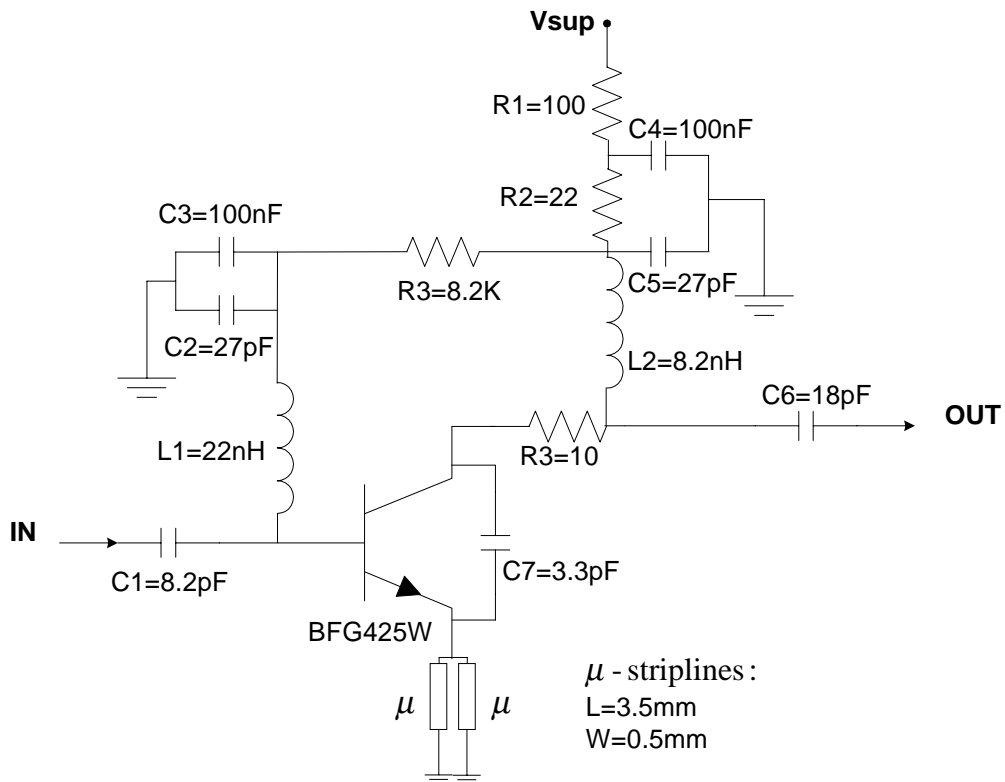 Vsup
R1=100
C4=100nF
R2=22
C3=100nF
R3=8.2K
C5=27pF
C2=27pF
L2=8.2nH
C6=18pF
OUT
L1=22nH
R3=10
IN
C1=8.2pF
C7=3.3pF
BFG425W
μ - striplines :
μ μ
L=3.5mm
W=0.5mm